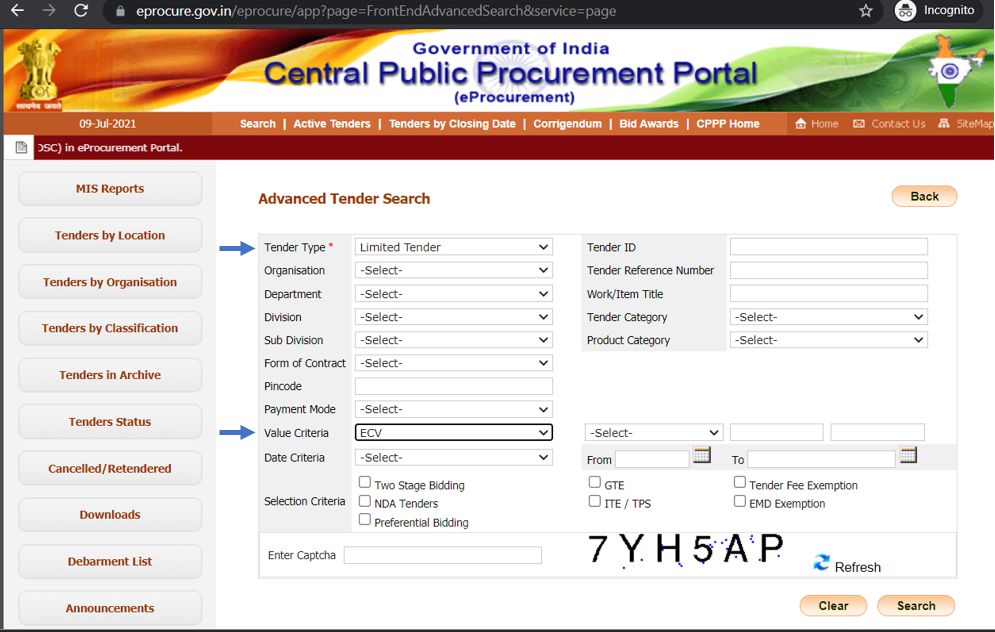 eprocure.gov.in/eprocure/app?page=FrontEndAdvancedSearch&service=page
Incognito
Government of India
Central Public Procurement Portal
(eProcurement)
सत्यमेव जयते
09-Jul-2021
Search | Active Tenders | Tenders by Closing Date | Corrigendum | Bid Awards | CPPP Home
Home Contact Us SiteMap
DSC) in eProcurement Portal.
MIS Reports
Tenders by Location
Tenders by Organisation
Tenders by Classification
Tenders in Archive
Tenders Status
Cancelled/Retendered
Downloads
Debarment List
Announcements
Advanced Tender Search
Back
Tender Type * Limited Tender Tender ID
Organisation -Select- Tender Reference Number
Department -Select- Work/Item Title
Division -Select- Tender Category -Select-
Sub Division -Select- Product Category -Select-
Form of Contract -Select-
Pincode
Payment Mode -Select-
Value Criteria ECV -Select-
Date Criteria -Select- From To
Selection Criteria
Two Stage Bidding GTE Tender Fee Exemption
NDA Tenders ITE / TPS EMD Exemption
Preferential Bidding
Enter Captcha 7YH5AP Refresh
Clear Search